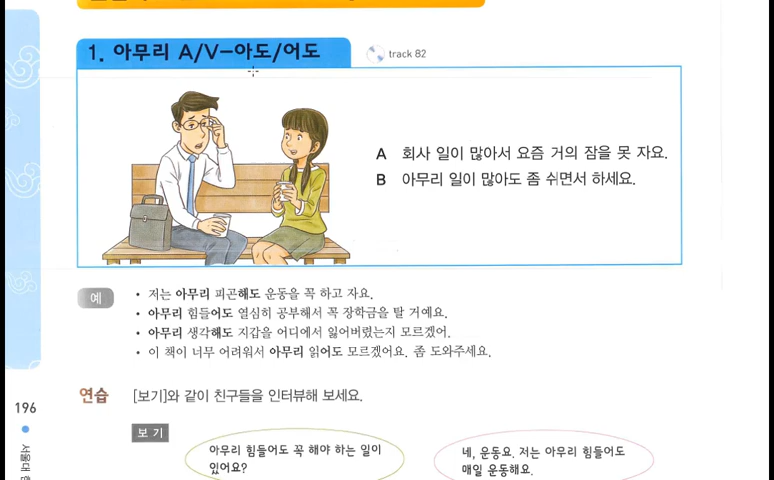 1. 아무리 A/V-아도/어도
track 82
A 회사 일이 많아서 요즘 거의 잠을 못 자요.
B 아무리 일이 많아도 좀 쉬면서 하세요.
예
• 저는 아무리 피곤해도 운동을 꼭 하고 자요.
• 아무리 힘들어도 열심히 공부해서 꼭 장학금을 탈 거예요.
• 아무리 생각해도 지갑을 어디에서 잃어버렸는지 모르겠어.
• 이 책이 너무 어려워서 아무리 읽어도 모르겠어요. 좀 도와주세요.
연습 [보기]와 같이 친구들을 인터뷰해 보세요.
196
서울대
보기
아무리 힘들어도 꼭 해야 하는 일이
있어요?
네, 운동요. 저는 아무리 힘들어도
매일 운동해요.